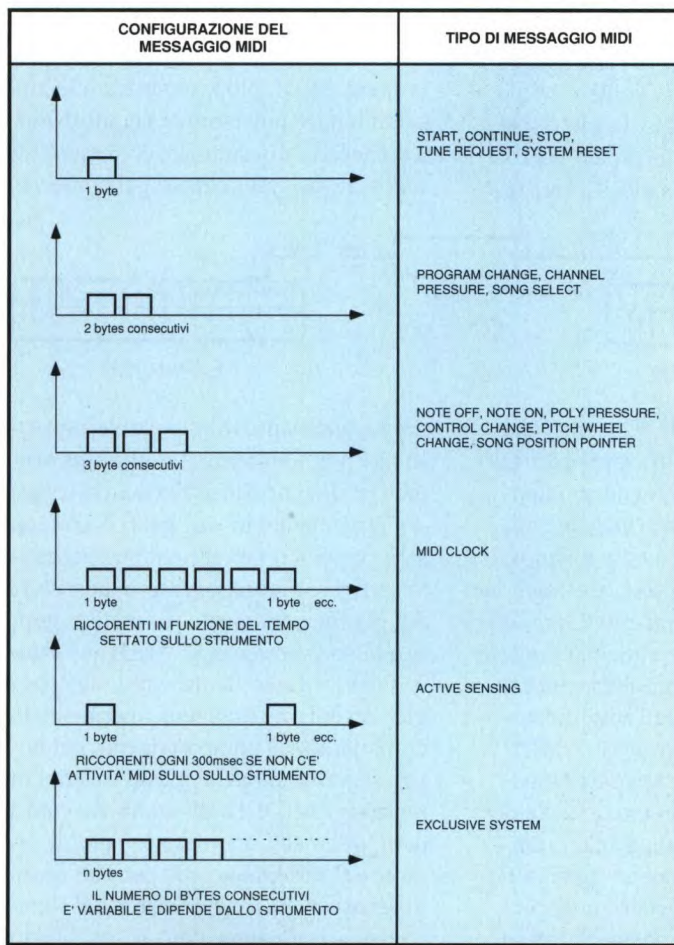 CONFIGURAZIONE DEL
MESSAGGIO MIDI
TIPO DI MESSAGGIO MIDI
1 byte
START, CONTINUE, STOP,
TUNE REQUEST, SYSTEM RESET
2 bytes consecutivi
PROGRAM CHANGE, CHANNEL
PRESSURE, SONG SELECT
3 byte consecutivi
NOTE OFF, NOTE ON, POLY PRESSURE,
CONTROL CHANGE, PITCH WHEEL
CHANGE, SONG POSITION POINTER
1 byte 1 byte ecc.
RICCORENTI IN FUNZIONE DEL TEMPO
SETTATO SULLO STRUMENTO
MIDI CLOCK
1 byte 1 byte ecc.
RICCORENTI OGNI 300msec SE NON C'E'
ATTIVITA' MIDI SULLO SULLO STRUMENTO
ACTIVE SENSING
n bytes
IL NUMERO DI BYTES CONSECUTIVI
E' VARIABILE E DIPENDE DALLO STRUMENTO
EXCLUSIVE SYSTEM